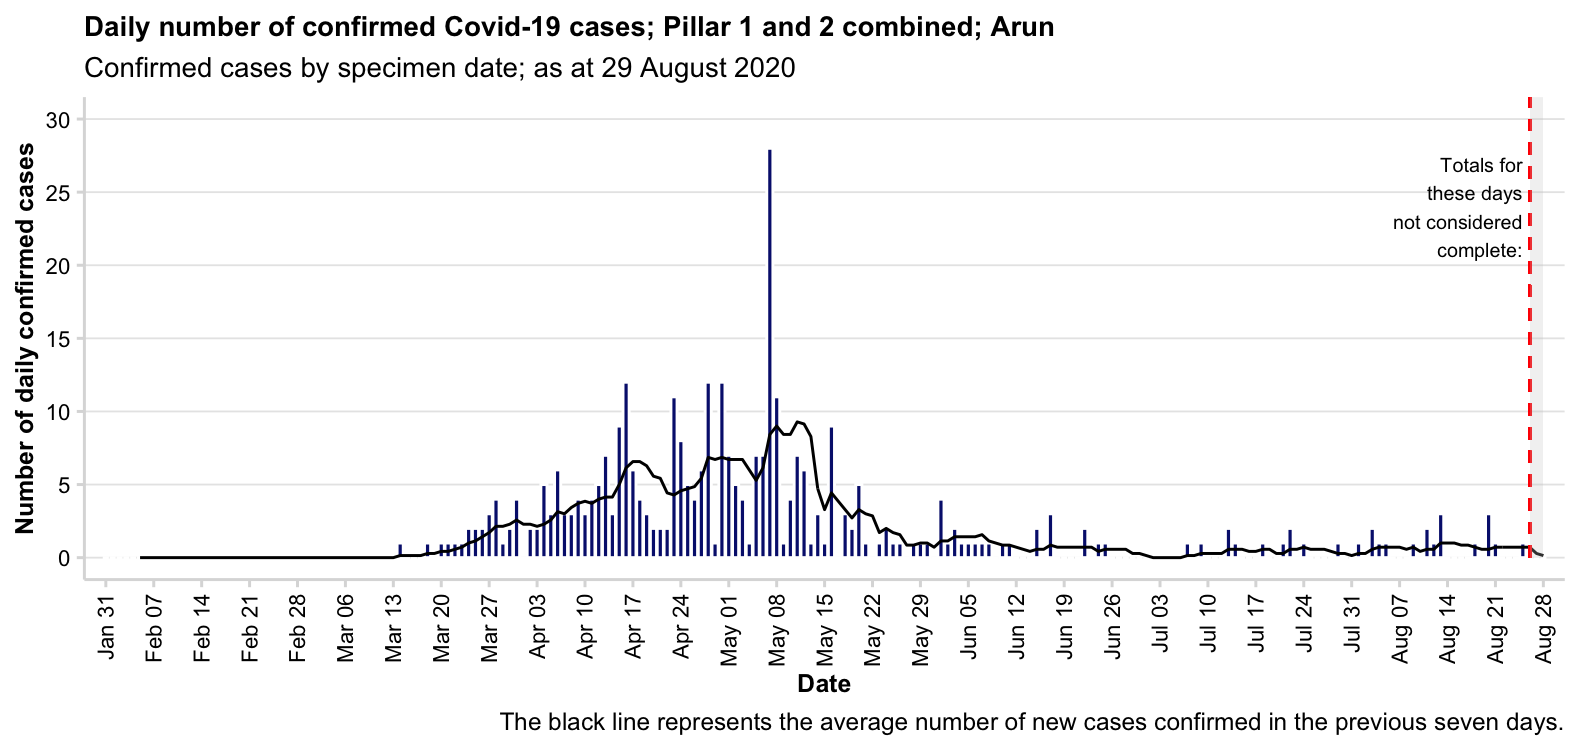 Daily number of confirmed Covid-19 cases; Pillar 1 and 2 combined; Arun
Confirmed cases by specimen date; as at 29 August 2020
Number of daily confirmed cases
30
25
20
15
10
5
0
Totals for
these days
not considered
complete:
Jan 31
Feb 07
Feb 14
Feb 21
Feb 28
Mar 06
Mar 13
Mar 20
Mar 27
Apr 03
Apr 10
Apr 17
Apr 24
May 01
May 08
May 15
May 22
May 29
Jun 05
Jun 12
Jun 19
Jun 26
Jul 03
Jul 10
Jul 17
Jul 24
Jul 31
Aug 07
Aug 14
Aug 21
Aug 28
Date
The black line represents the average number of new cases confirmed in the previous seven days.